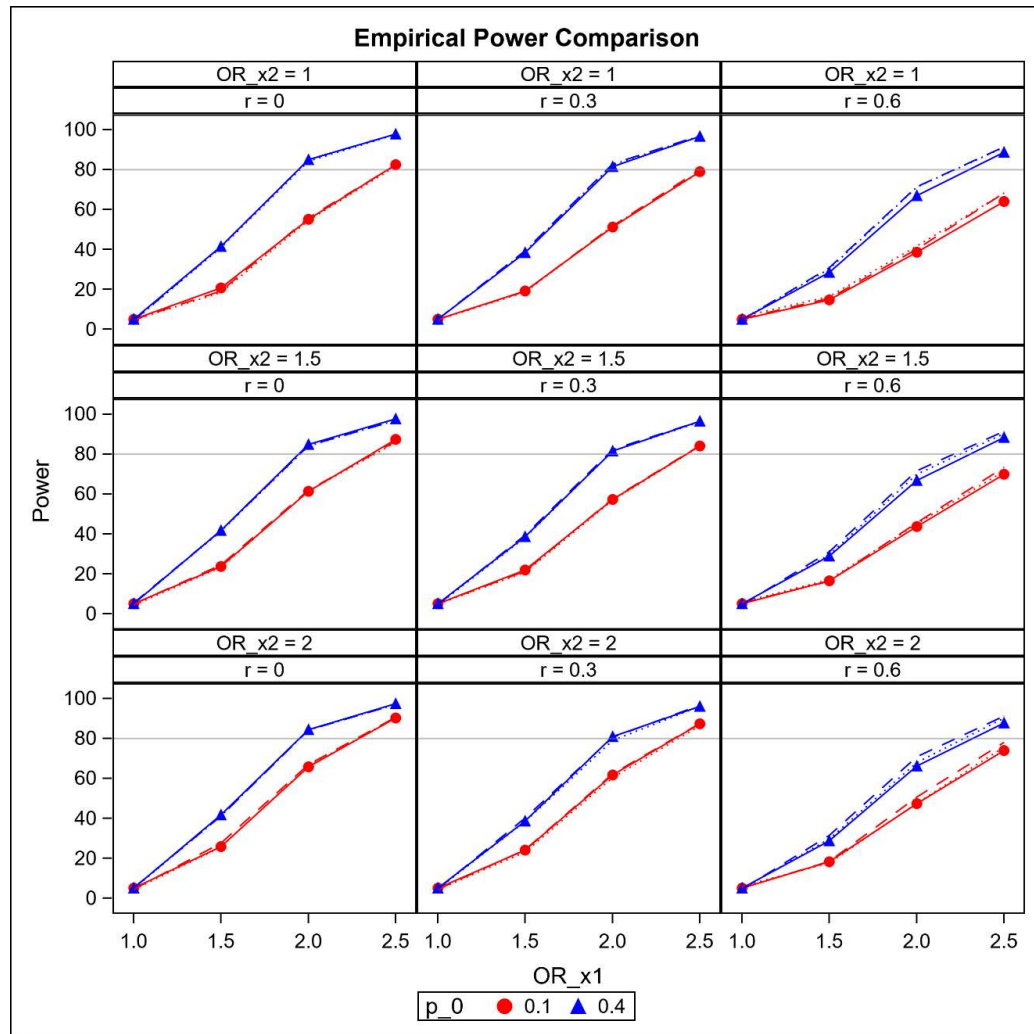 Empirical Power Comparison
OR_x2 = 1 OR_x2 = 1 OR_x2 = 1
r = 0 r = 0.3 r = 0.6
100
80
60
40
20
0
OR_x2 = 1.5 OR_x2 = 1.5 OR_x2 = 1.5
r = 0 r = 0.3 r = 0.6
100
80
60
40
20
0
Power
OR_x2 = 2 OR_x2 = 2 OR_x2 = 2
r = 0 r = 0.3 r = 0.6
100
80
60
40
20
0
1.0 1.5 2.0 2.5 1.0 1.5 2.0 2.5 1.0 1.5 2.0 2.5
OR_x1
p_0 0.1 0.4